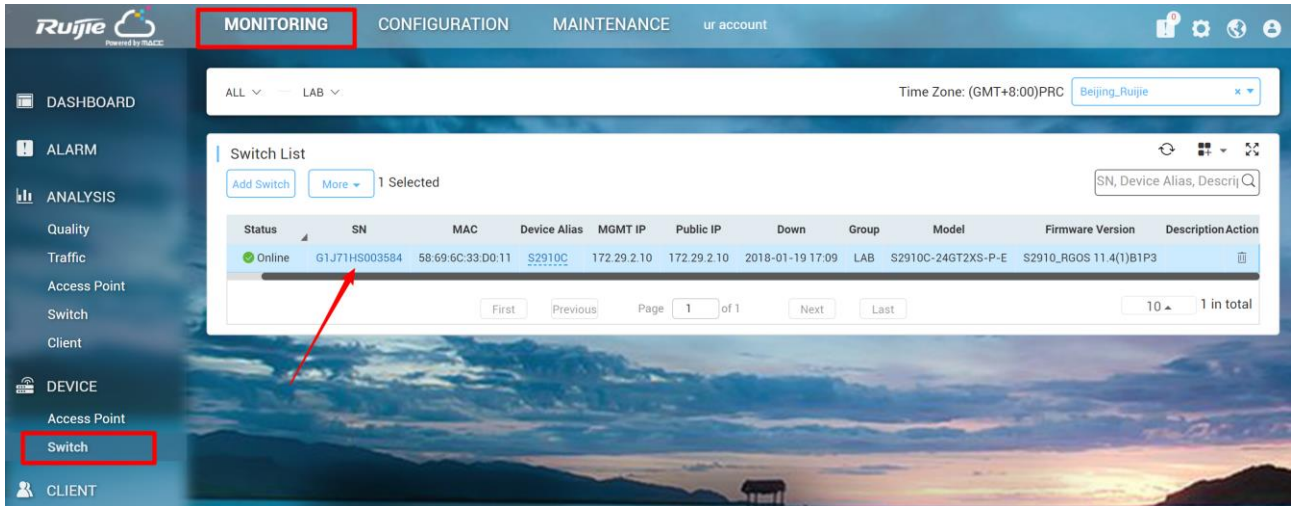 Ruijie
Powered by MACC
MONITORING CONFIGURATION MAINTENANCE ur account
0
DASHBOARD
ALARM
ANALYSIS
Quality
Traffic
Access Point
Switch
Client
DEVICE
Access Point
Switch
CLIENT
ALL LAB Time Zone: (GMT+8:00)PRC Beijing_Ruijie
Switch List
Add Switch More 1 Selected SN, Device Alias, Descrip
Status SN MAC Device Alias MGMT IP Public IP Down Group Model Firmware Version Description Action
Online G1J71HS003584 58:69:6C:33:D0:11 S2910C 172.29.2.10 172.29.2.10 2018-01-19 17:09 LAB S2910C-24GT2XS-P-E S2910_RGOS 11.4(1)B1P3
First Previous Page 1 of 1 Next Last 10 1 in total